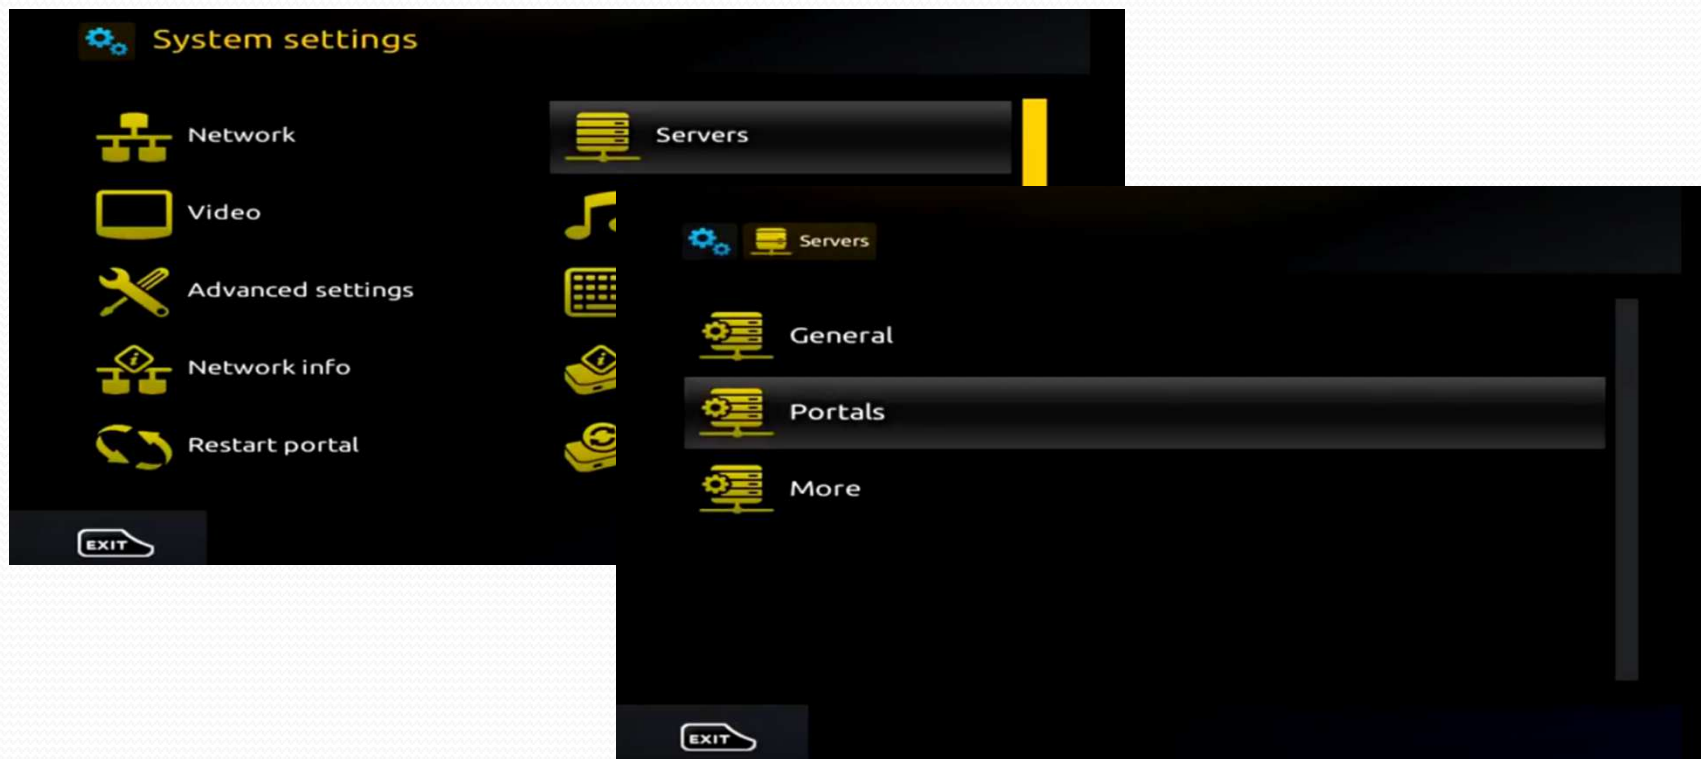 System settings
Network
Servers
Video
Advanced settings
Network info
Restart portal
EXIT
Servers
General
Portals
More
EXIT